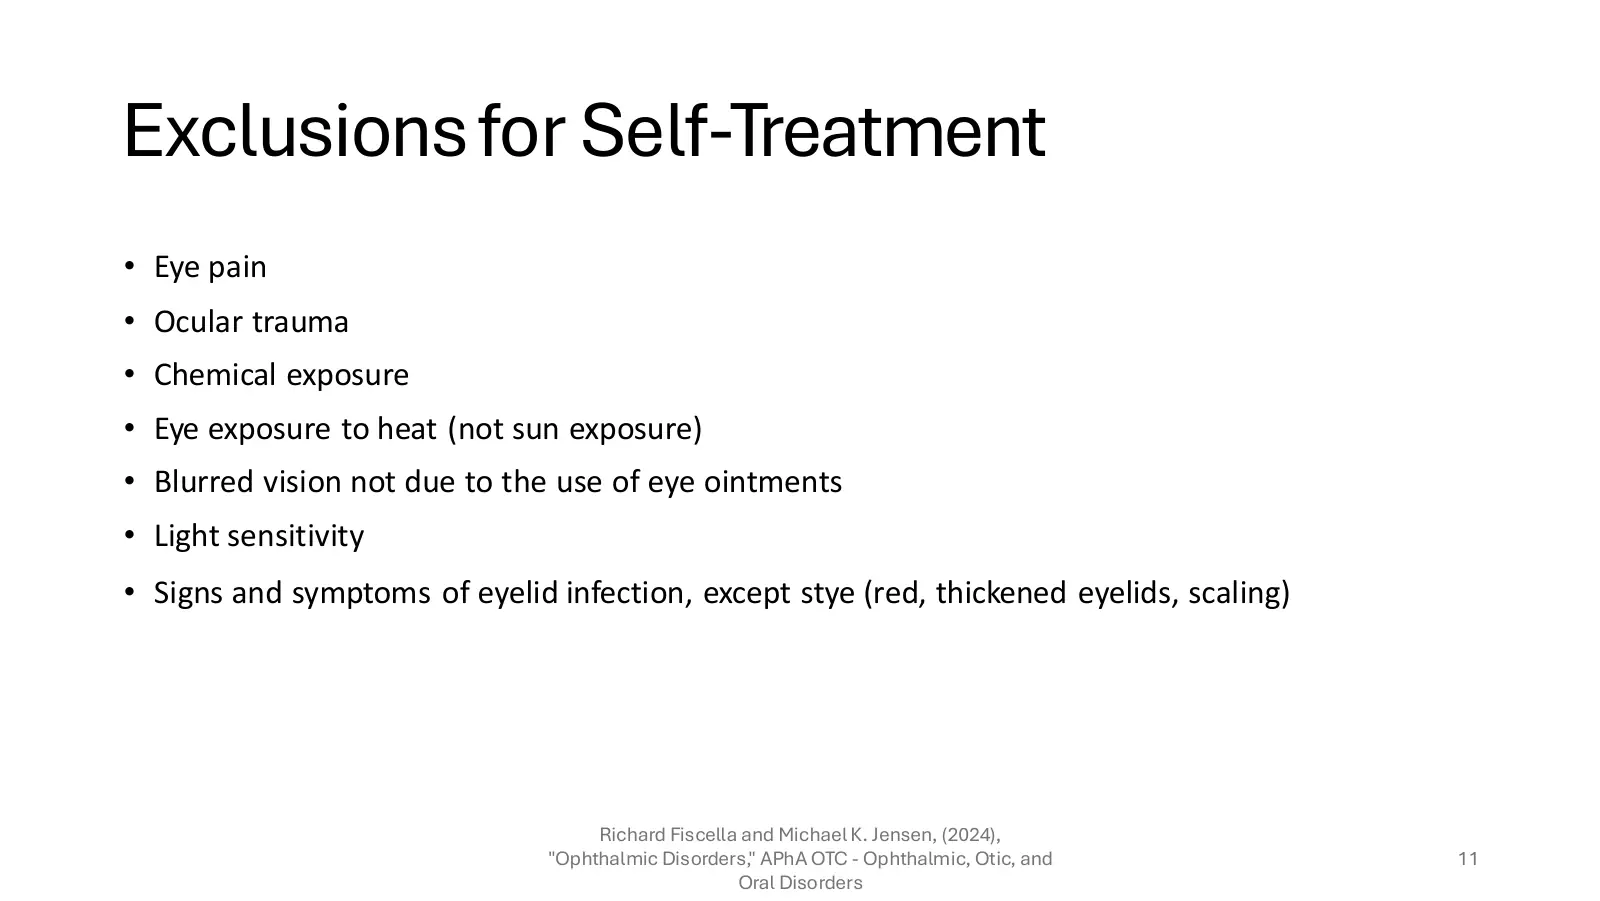 Exclusions for Self-Treatment
• Eye pain
• Ocular trauma
• Chemical exposure
• Eye exposure to heat (not sun exposure)
• Blurred vision not due to the use of eye ointments
• Light sensitivity
• Signs and symptoms of eyelid infection, except stye (red, thickened eyelids, scaling)
Richard Fiscella and Michael K. Jensen, (2024),
"Ophthalmic Disorders," APhA OTC - Ophthalmic, Otic, and
Oral Disorders
11